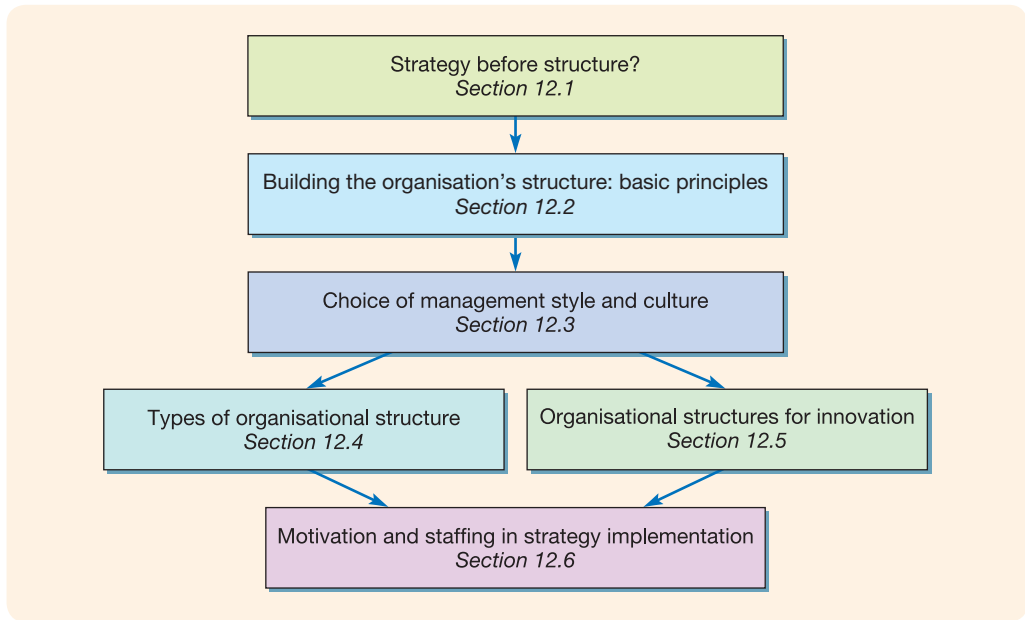 Strategy before structure?
Section 12.1
Building the organisation's structure: basic principles
Section 12.2
Choice of management style and culture
Section 12.3
Types of organisational structure
Section 12.4
Organisational structures for innovation
Section 12.5
Motivation and staffing in strategy implementation
Section 12.6